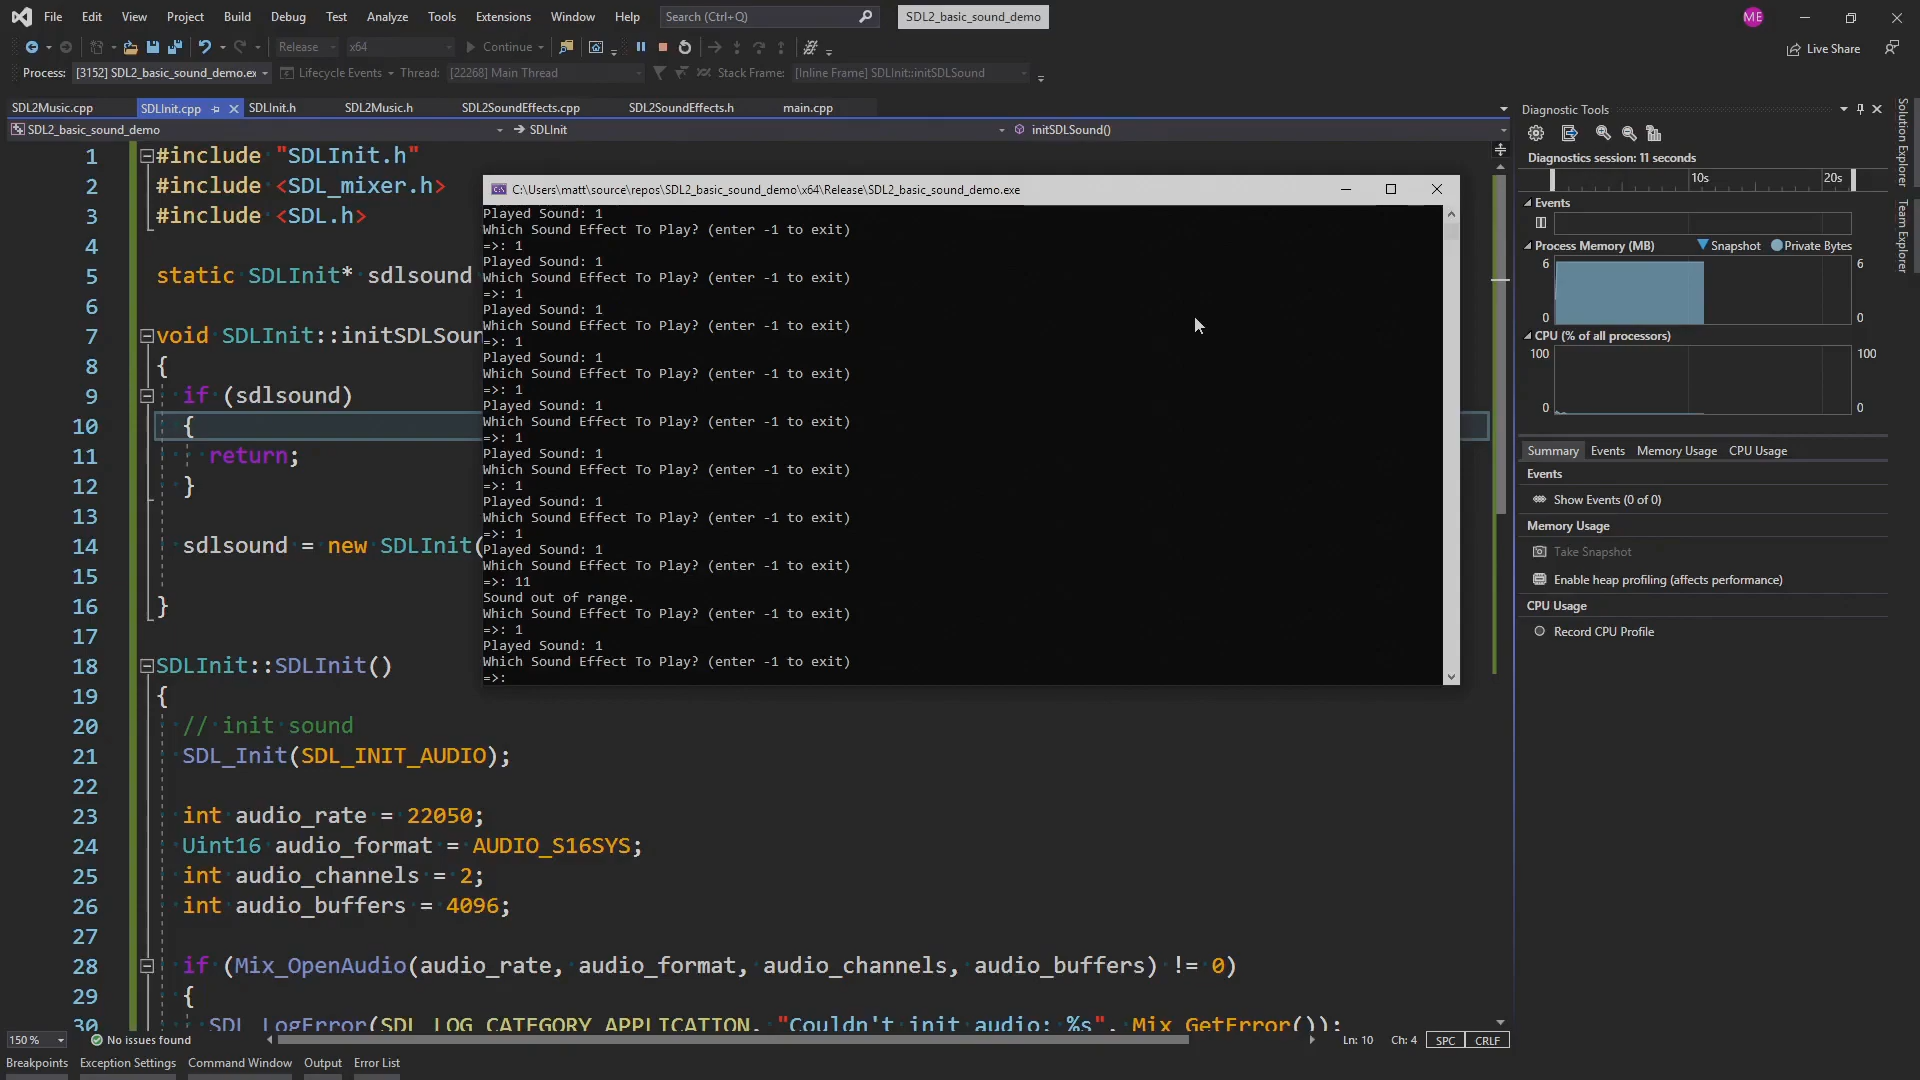 File Edit View Project Build Debug Test Analyze Tools Extensions Window Help Search (Ctrl+Q) SDL2_basic_sound_demo ME
Release x64 Continue Live Share
Process: [3152] SDL2_basic_sound_demo.ex Lifecycle Events Thread: [22268] Main Thread Stack Frame: [Inline Frame] SDLInit::initSDLSound
SDL2Music.cpp SDLInit.cpp SDLInit.h SDL2Music.h SDL2SoundEffects.cpp SDL2SoundEffects.h main.cpp
SDL2_basic_sound_demo SDLInit initSDLSound()
1 #include "SDLInit.h"
2 #include <SDL_mixer.h>
3 #include <SDL.h>
4
5 static SDLInit* sdlsound
6
7 void SDLInit::initSDLSoun
8 {
9 if (sdlsound)
10 {
11 return;
12 }
13
14 sdlsound = new SDLInit(
15
16 }
17
18 SDLInit::SDLInit()
19 {
20 // init sound
21 SDL_Init(SDL_INIT_AUDIO);
22
23 int audio_rate = 22050;
24 Uint16 audio_format = AUDIO_S16SYS;
25 int audio_channels = 2;
26 int audio_buffers = 4096;
27
28 if (Mix_OpenAudio(audio_rate, audio_format, audio_channels, audio_buffers) != 0)
29 {
30 SDL_LogError(SDL_LOG_CATEGORY_APPLICATION, "Couldn't init audio: %s", Mix_GetError());
C:\Users\matt\source\repos\SDL2_basic_sound_demo\x64\Release\SDL2_basic_sound_demo.exe
Played Sound: 1
Which Sound Effect To Play? (enter -1 to exit)
=>: 1
Played Sound: 1
Which Sound Effect To Play? (enter -1 to exit)
=>: 1
Played Sound: 1
Which Sound Effect To Play? (enter -1 to exit)
=>: 1
Played Sound: 1
Which Sound Effect To Play? (enter -1 to exit)
=>: 1
Played Sound: 1
Which Sound Effect To Play? (enter -1 to exit)
=>: 1
Played Sound: 1
Which Sound Effect To Play? (enter -1 to exit)
=>: 1
Played Sound: 1
Which Sound Effect To Play? (enter -1 to exit)
=>: 1
Played Sound: 1
Which Sound Effect To Play? (enter -1 to exit)
=>: 11
Sound out of range.
Which Sound Effect To Play? (enter -1 to exit)
=>: 1
Played Sound: 1
Which Sound Effect To Play? (enter -1 to exit)
=>:
Diagnostic Tools
Diagnostics session: 11 seconds
10s 20s
Events
Process Memory (MB) Snapshot Private Bytes
6 6
0 0
CPU (% of all processors)
100 100
0 0
Summary Events Memory Usage CPU Usage
Events
Show Events (0 of 0)
Memory Usage
Take Snapshot
Enable heap profiling (affects performance)
CPU Usage
Record CPU Profile
Solution Explorer
Team Explorer
150 % No issues found Ln: 10 Ch: 4 SPC CRLF
Breakpoints Exception Settings Command Window Output Error List